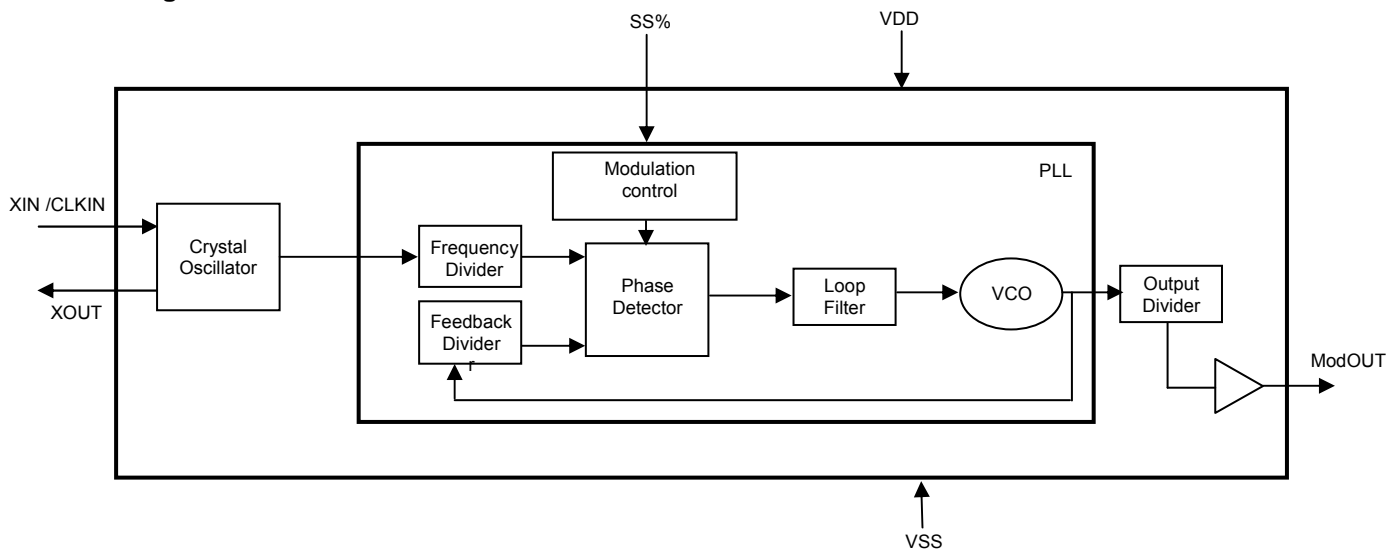 SS%
VDD
Modulation
control
PLL
XIN /CLKIN
Crystal
Oscillator
XOUT
Frequency
Divider
Feedback
Divider
r
Phase
Detector
Loop
Filter
VCO
Output
Divider
ModOUT
VSS